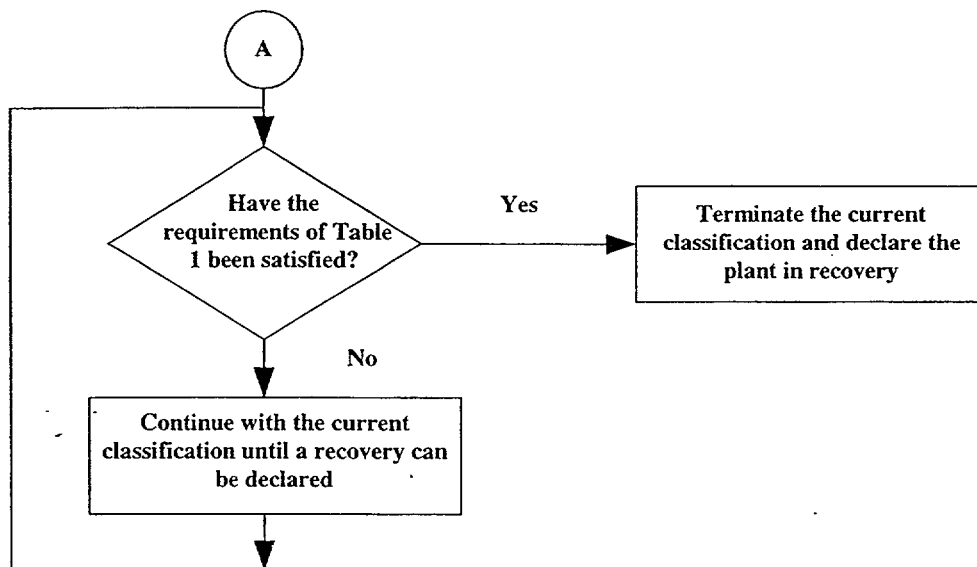 A
Have the
requirements of Table
1 been satisfied?
Yes
Terminate the current
classification and declare the
plant in recovery
No
Continue with the current
classification until a recovery can
be declared